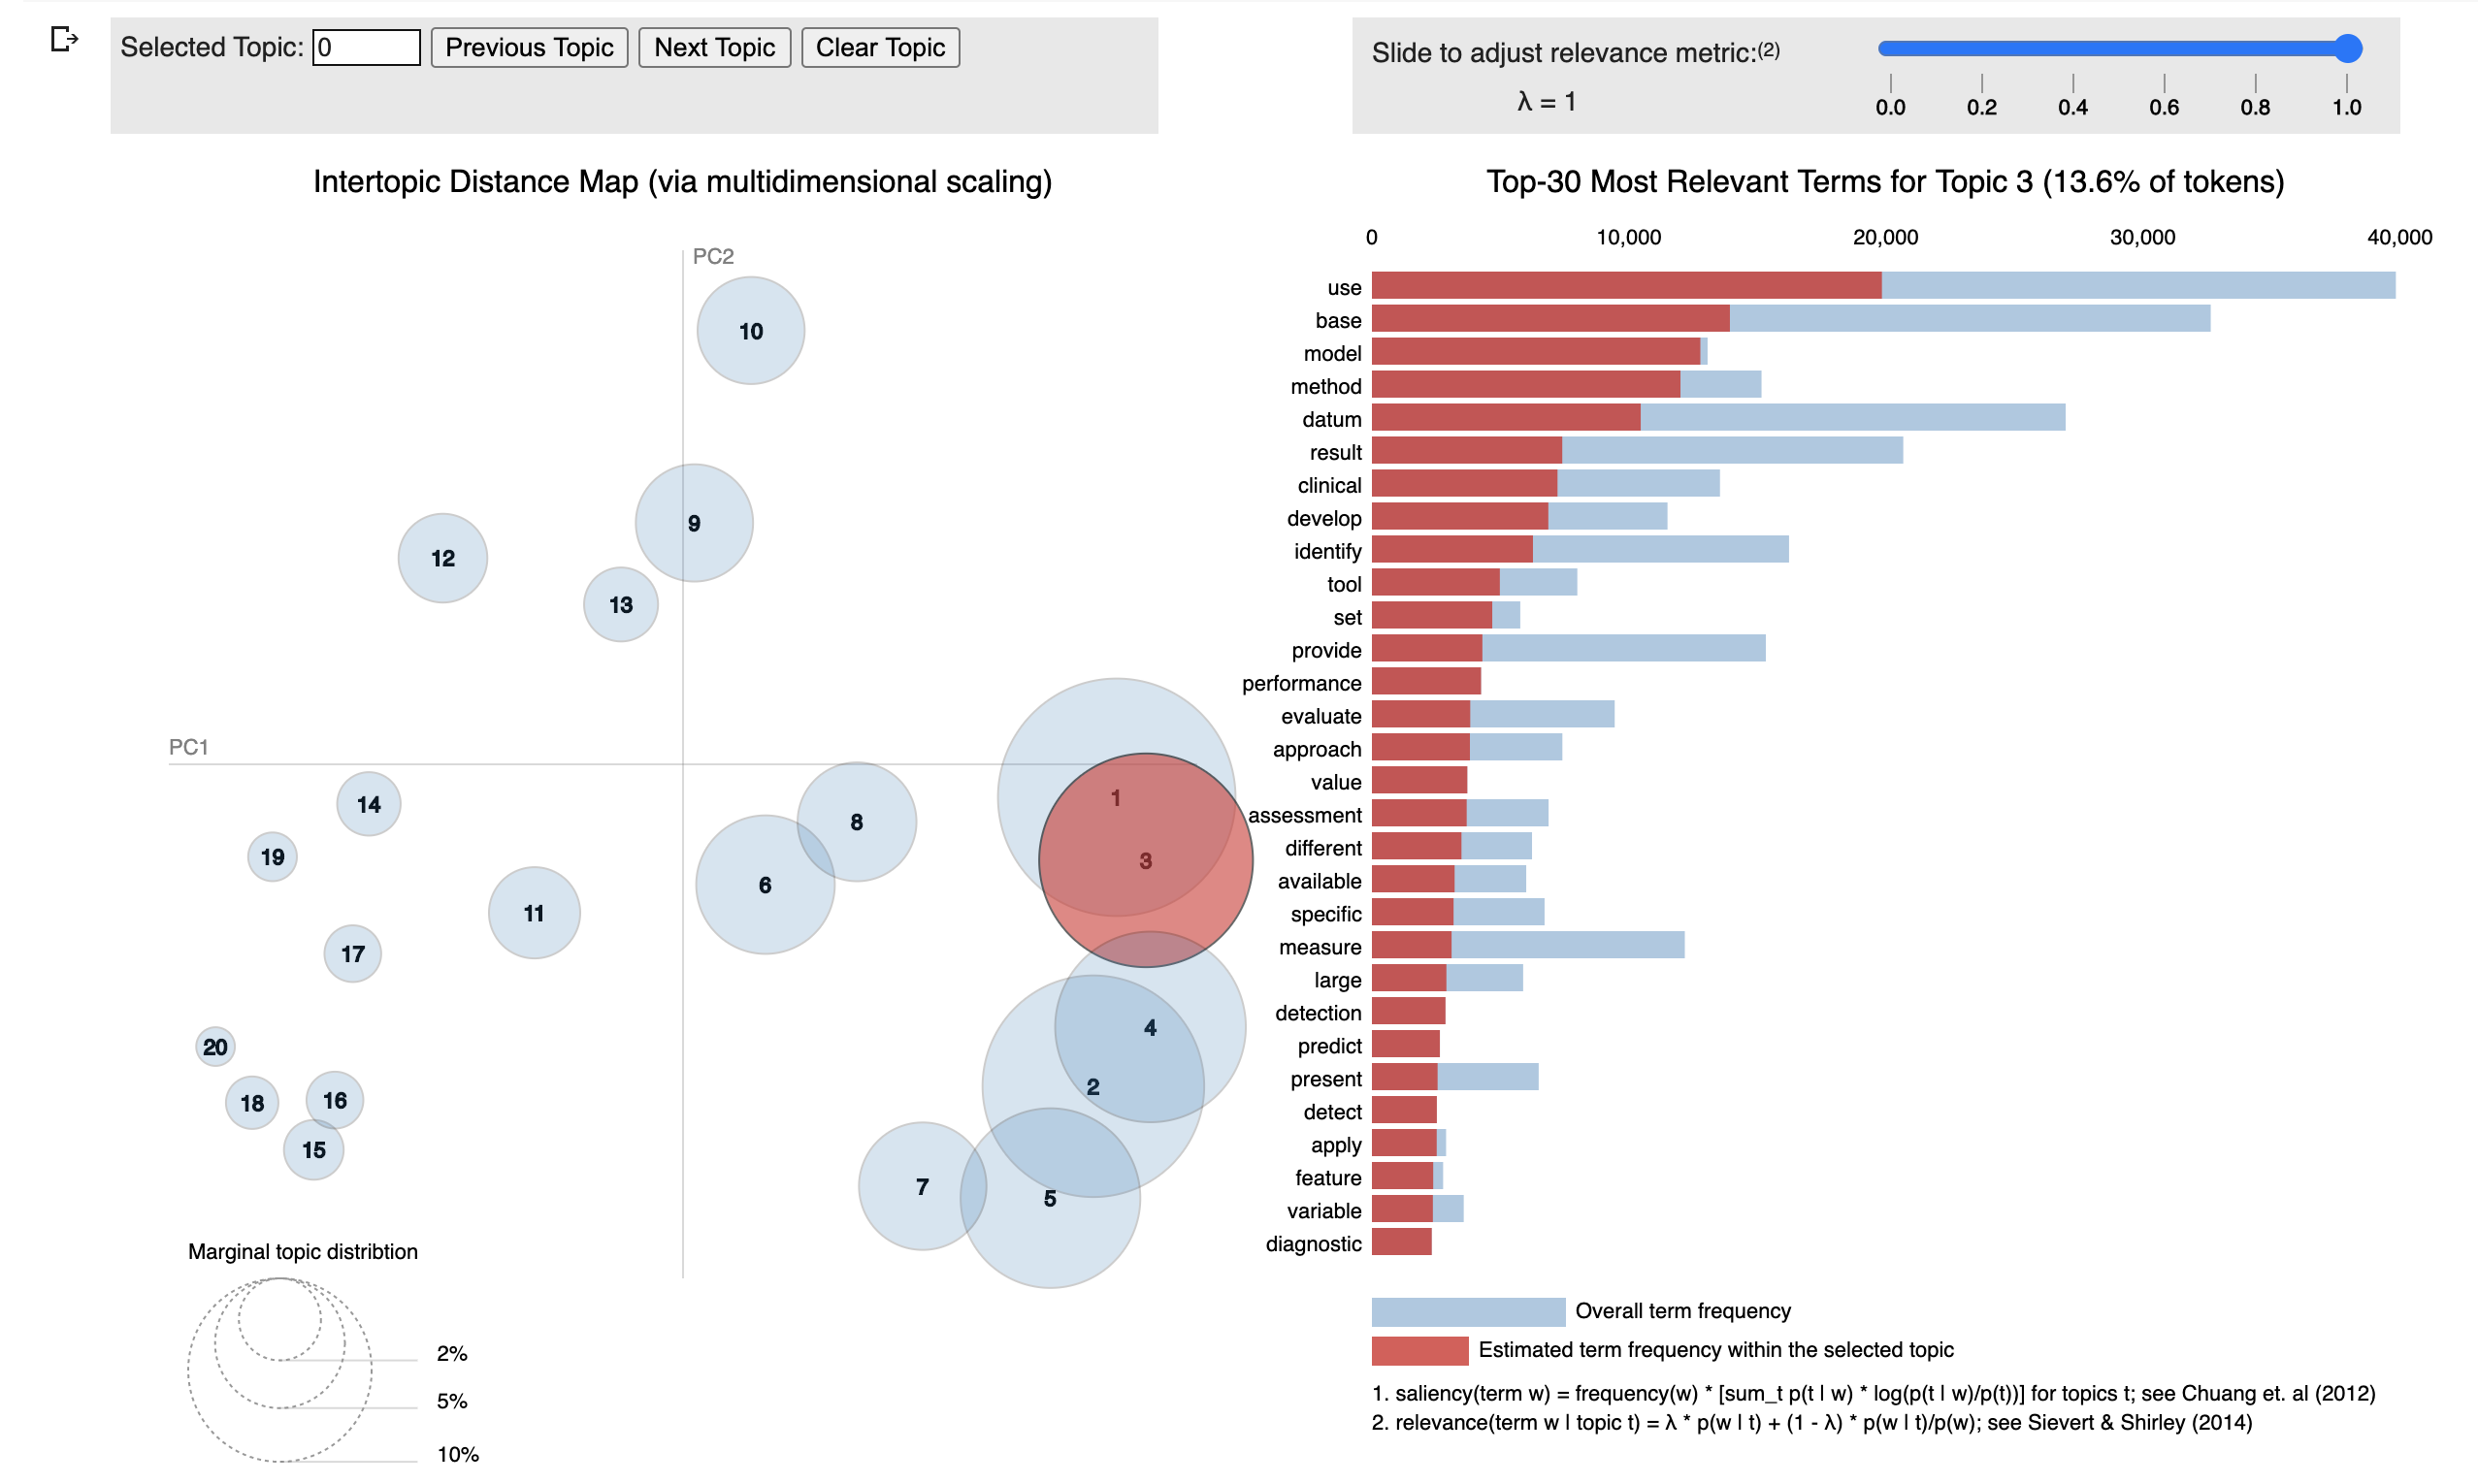 Selected Topic: 0 Previous Topic Next Topic Clear Topic
Slide to adjust relevance metric:(2)
λ = 1
0.0 0.2 0.4 0.6 0.8 1.0
Intertopic Distance Map (via multidimensional scaling)
PC2
PC1
10
9
12
13
1
14
8
3
19
6
11
17
4
20
2
16
18
15
7
5
Marginal topic distribtion
2%
5%
10%
Top-30 Most Relevant Terms for Topic 3 (13.6% of tokens)
0 10,000 20,000 30,000 40,000
use
base
model
method
datum
result
clinical
develop
identify
tool
set
provide
performance
evaluate
approach
value
assessment
different
available
specific
measure
large
detection
predict
present
detect
apply
feature
variable
diagnostic
Overall term frequency
Estimated term frequency within the selected topic
1. saliency(term w) = frequency(w) * [sum_t p(t | w) * log(p(t | w)/p(t))] for topics t; see Chuang et. al (2012)
2. relevance(term w | topic t) = λ * p(w | t) + (1 - λ) * p(w | t)/p(w); see Sievert & Shirley (2014)